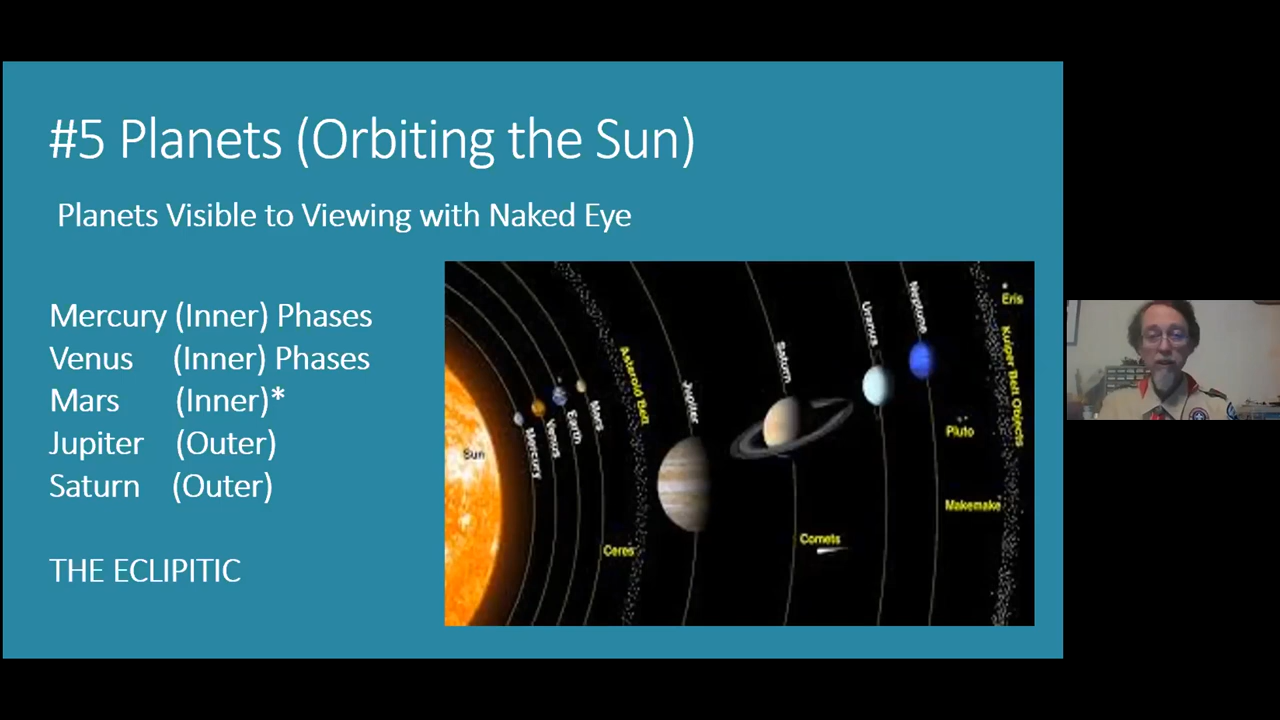 #5 Planets (Orbiting the Sun)
Planets Visible to Viewing with Naked Eye
Mercury (Inner) Phases
Venus (Inner) Phases
Mars (Inner)*
Jupiter (Outer)
Saturn (Outer)
THE ECLIPITIC
Sun
Mercury
Venus
Earth
Mars
Ceres
Asteroid Belt
Jupiter
Saturn
Comets
Uranus
Neptune
Pluto
Makemake
Eris
Kuiper Belt Objects